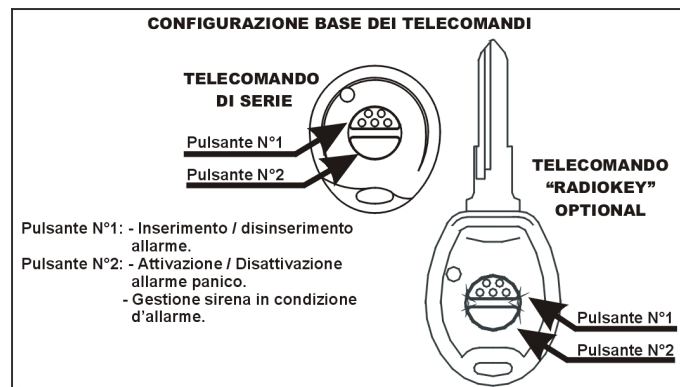 CONFIGURAZIONE BASE DEI TELECOMANDI
TELECOMANDO
DI SERIE
Pulsante N°1
Pulsante N°2
TELECOMANDO
“RADIOKEY”
OPTIONAL
Pulsante N°1: - Inserimento / disinserimento
allarme.
Pulsante N°2: - Attivazione / Disattivazione
allarme panico.
- Gestione sirena in condizione
d’allarme.
Pulsante N°1
Pulsante N°2